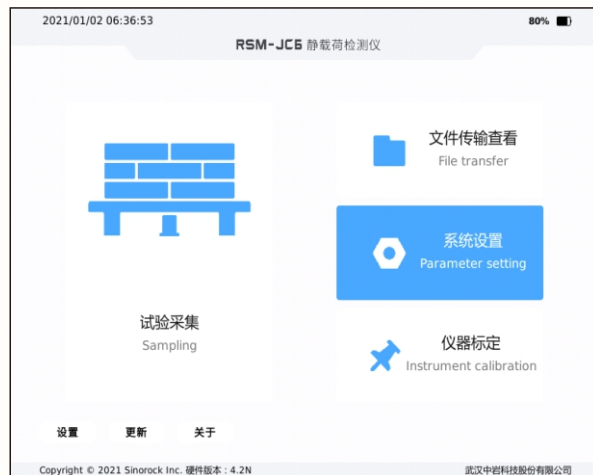 2021/01/02 06:36:53
80%
RSM-JC6 静载荷检测仪
文件传输查看
File transfer
系统设置
Parameter setting
试验采集
Sampling
仪器标定
Instrument calibration
设置 更新 关于
Copyright © 2021 Sinorock Inc. 硬件版本：4.2N
武汉中岩科技股份有限公司